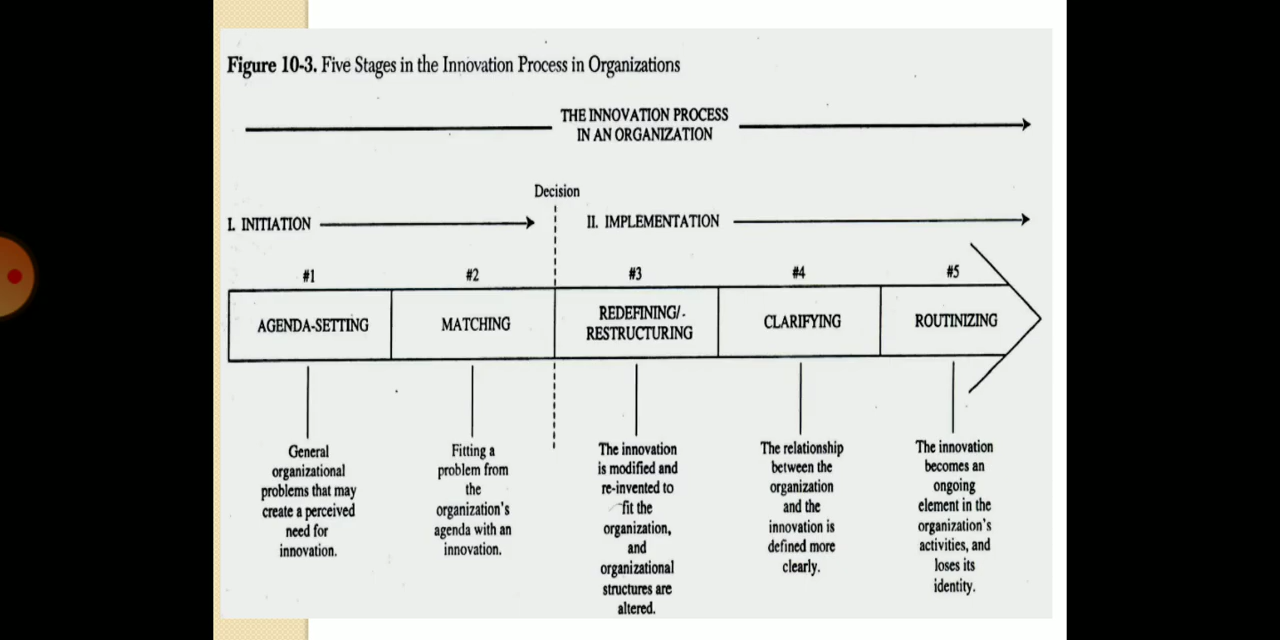 Figure 10-3. Five Stages in the Innovation Process in Organizations
THE INNOVATION PROCESS
IN AN ORGANIZATION
Decision
I. INITIATION
II. IMPLEMENTATION
#1
#2
#3
#4
#5
AGENDA-SETTING
MATCHING
REDEFINING/-
RESTRUCTURING
CLARIFYING
ROUTINIZING
General
organizational
problems that may
create a perceived
need for
innovation.
Fitting a
problem from
the
organization's
agenda with an
innovation.
The innovation
is modified and
re-invented to
fit the
organization,
and
organizational
structures are
altered.
The relationship
between the
organization
and the
innovation is
defined more
clearly.
The innovation
becomes an
ongoing
element in the
organization's
activities, and
loses its
identity.